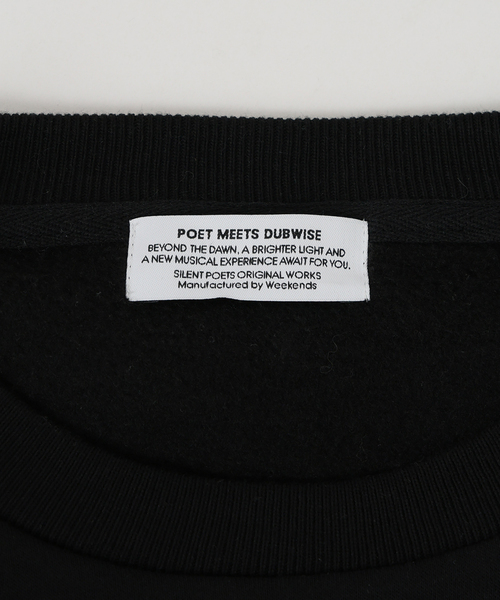 POET MEETS DUBWISE
BEYOND THE DAWN, A BRIGHTER LIGHT AND
A NEW MUSICAL EXPERIENCE AWAIT FOR YOU.
SILENT POETS ORIGINAL WORKS
Manufactured by Weekends